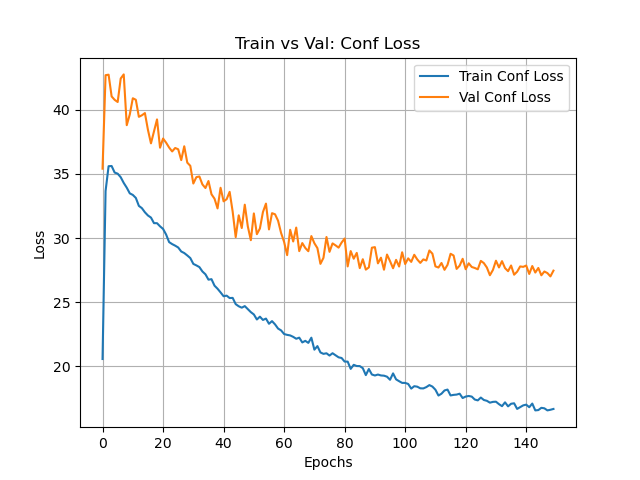 Train vs Val: Conf Loss
Train Conf Loss
Val Conf Loss
40
35
30
25
20
Loss
0 20 40 60 80 100 120 140
Epochs